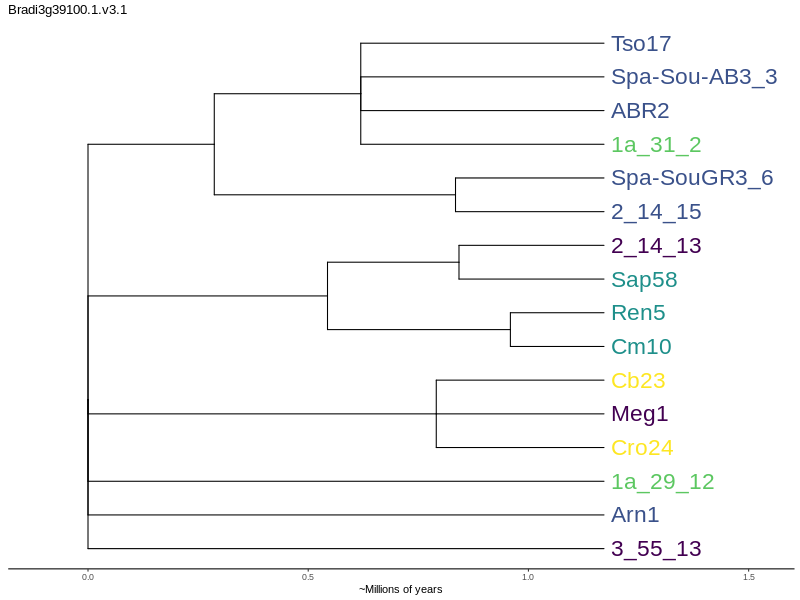 Bradi3g39100.1.v3.1
Tso17
Spa-Sou-AB3_3
ABR2
1a_31_2
Spa-SouGR3_6
2_14_15
2_14_13
Sap58
Ren5
Cm10
Cb23
Meg1
Cro24
1a_29_12
Arn1
3_55_13
0.0 0.5 1.0 1.5
~Millions of years